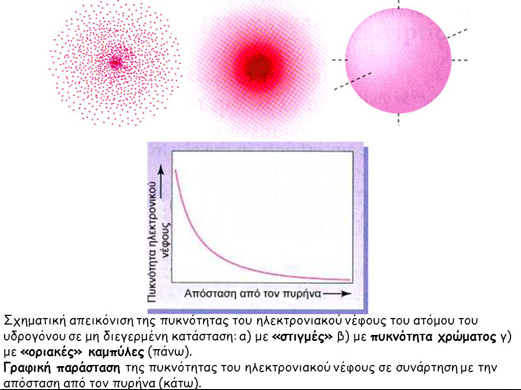 Πυκνότητα ηλεκτρονικού
νέφους
Απόσταση από τον πυρήνα
Σχηματική απεικόνιση της πυκνότητας του ηλεκτρονιακού νέφους του ατόμου του
υδρογόνου σε μη διεγερμένη κατάσταση: α) με «στιγμές» β) με πυκνότητα χρώματος γ)
με «οριακές» καμπύλες (πάνω).
Γραφική παράσταση της πυκνότητας του ηλεκτρονιακού νέφους σε συνάρτηση με την
απόσταση από τον πυρήνα (κάτω).